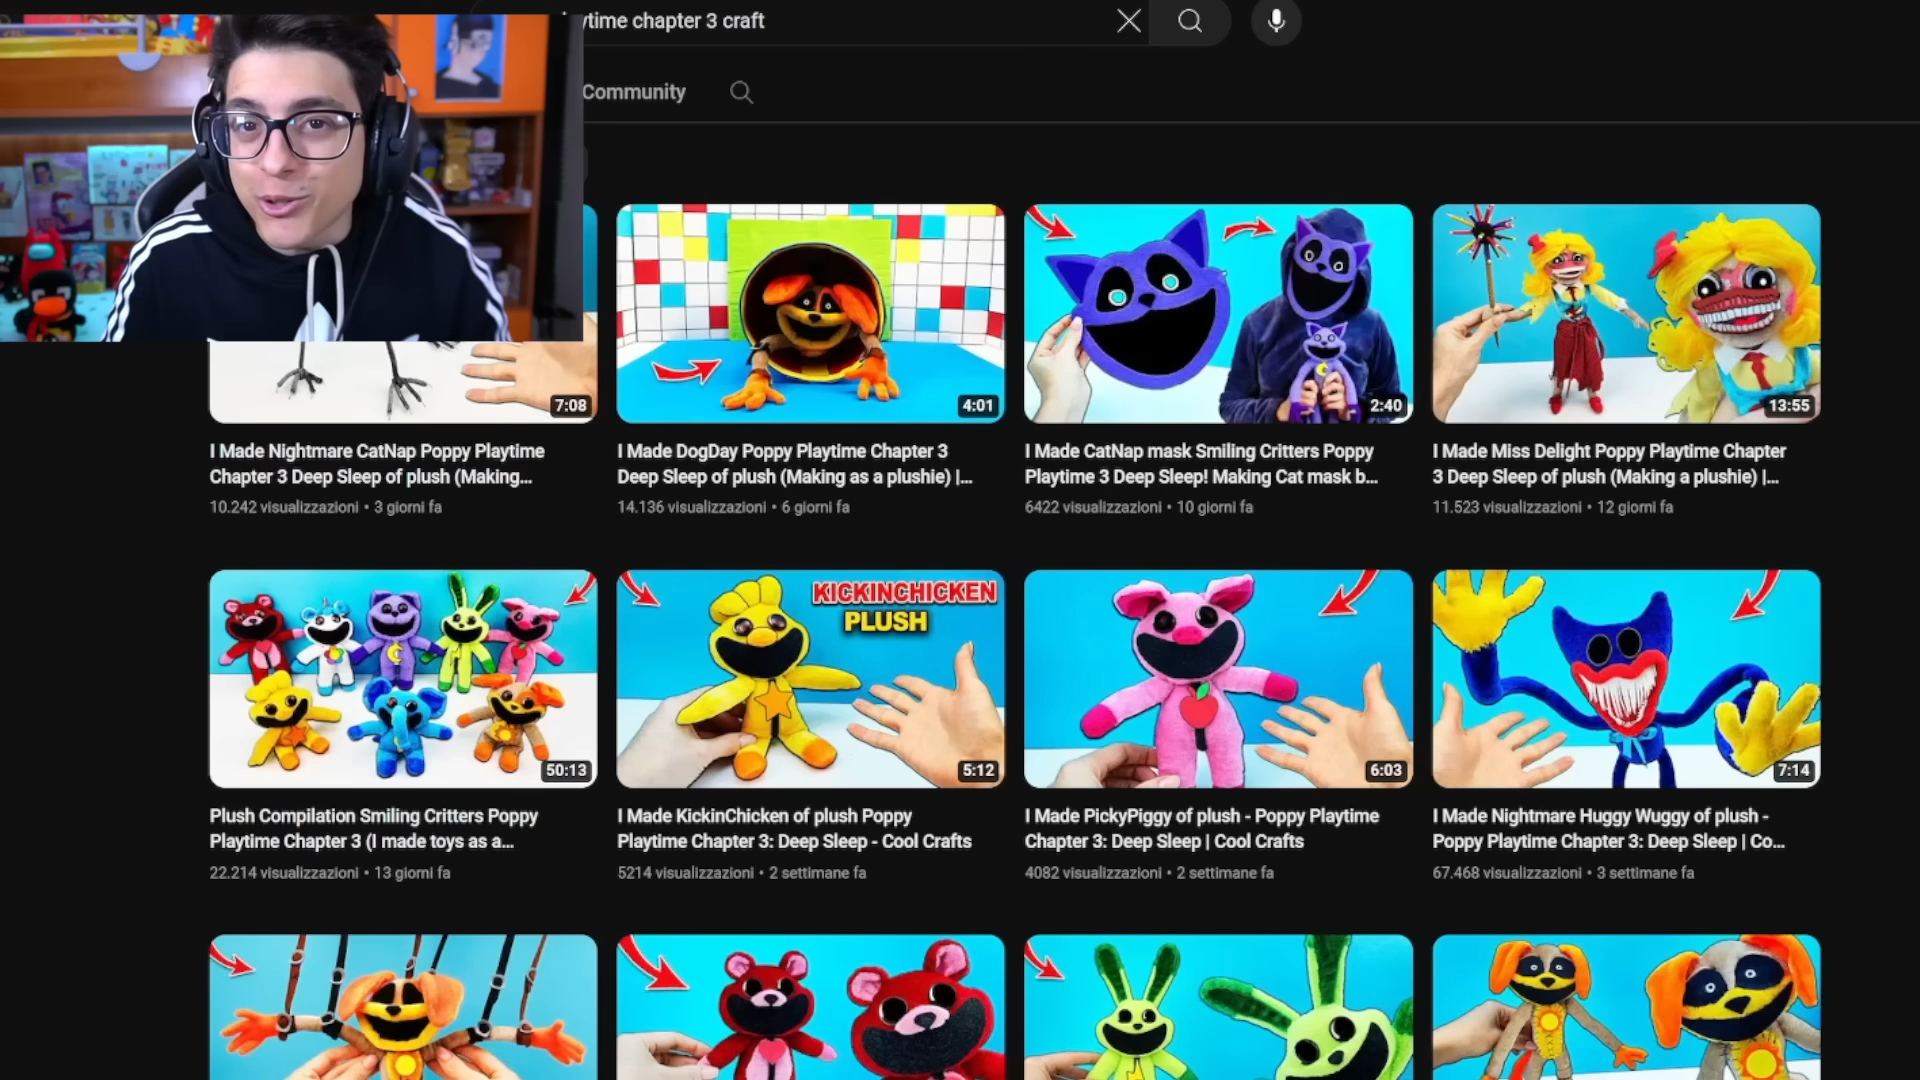 ytime chapter 3 craft
Community
7:08
4:01
2:40
13:55
I Made Nightmare CatNap Poppy Playtime
Chapter 3 Deep Sleep of plush (Making...
10.242 visualizzazioni • 3 giorni fa
I Made DogDay Poppy Playtime Chapter 3
Deep Sleep of plush (Making as a plushie) |...
14.136 visualizzazioni • 6 giorni fa
I Made CatNap mask Smiling Critters Poppy
Playtime 3 Deep Sleep! Making Cat mask b...
6422 visualizzazioni • 10 giorni fa
I Made Miss Delight Poppy Playtime Chapter
3 Deep Sleep of plush (Making a plushie) |...
11.523 visualizzazioni • 12 giorni fa
50:13
KICKINCHICKEN
PLUSH
5:12
6:03
7:14
Plush Compilation Smiling Critters Poppy
Playtime Chapter 3 (I made toys as a...
22.214 visualizzazioni • 13 giorni fa
I Made KickinChicken of plush Poppy
Playtime Chapter 3: Deep Sleep - Cool Crafts
5214 visualizzazioni • 2 settimane fa
I Made PickyPiggy of plush - Poppy Playtime
Chapter 3: Deep Sleep | Cool Crafts
4082 visualizzazioni • 2 settimane fa
I Made Nightmare Huggy Wuggy of plush -
Poppy Playtime Chapter 3: Deep Sleep | Co...
67.468 visualizzazioni • 3 settimane fa